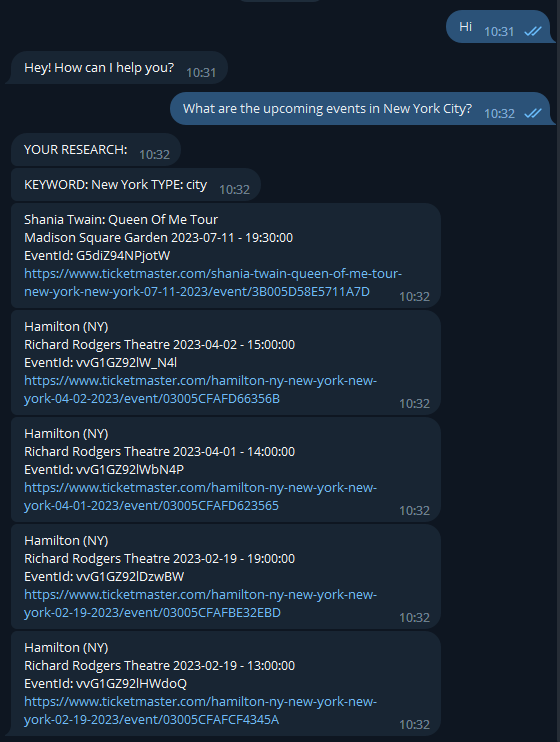 Hi 10:31
Hey! How can I help you? 10:31
What are the upcoming events in New York City? 10:32
YOUR RESEARCH: 10:32
KEYWORD: New York TYPE: city 10:32
Shania Twain: Queen Of Me Tour
Madison Square Garden 2023-07-11 - 19:30:00
EventId: G5diZ94NPjotW
https://www.ticketmaster.com/shania-twain-queen-of-me-tour-
new-york-new-york-07-11-2023/event/3B005D58E5711A7D 10:32
Hamilton (NY)
Richard Rodgers Theatre 2023-04-02 - 15:00:00
EventId: vvG1GZ92lW_N4l
https://www.ticketmaster.com/hamilton-ny-new-york-new-
york-04-02-2023/event/03005CFAFD66356B 10:32
Hamilton (NY)
Richard Rodgers Theatre 2023-04-01 - 14:00:00
EventId: vvG1GZ92lWbN4P
https://www.ticketmaster.com/hamilton-ny-new-york-new-
york-04-01-2023/event/03005CFAFD623565 10:32
Hamilton (NY)
Richard Rodgers Theatre 2023-02-19 - 19:00:00
EventId: vvG1GZ92lDzwBW
https://www.ticketmaster.com/hamilton-ny-new-york-new-
york-02-19-2023/event/03005CFAFBE32EBD 10:32
Hamilton (NY)
Richard Rodgers Theatre 2023-02-19 - 13:00:00
EventId: vvG1GZ92lHWdoQ
https://www.ticketmaster.com/hamilton-ny-new-york-new-
york-02-19-2023/event/03005CFAFCF4345A 10:32